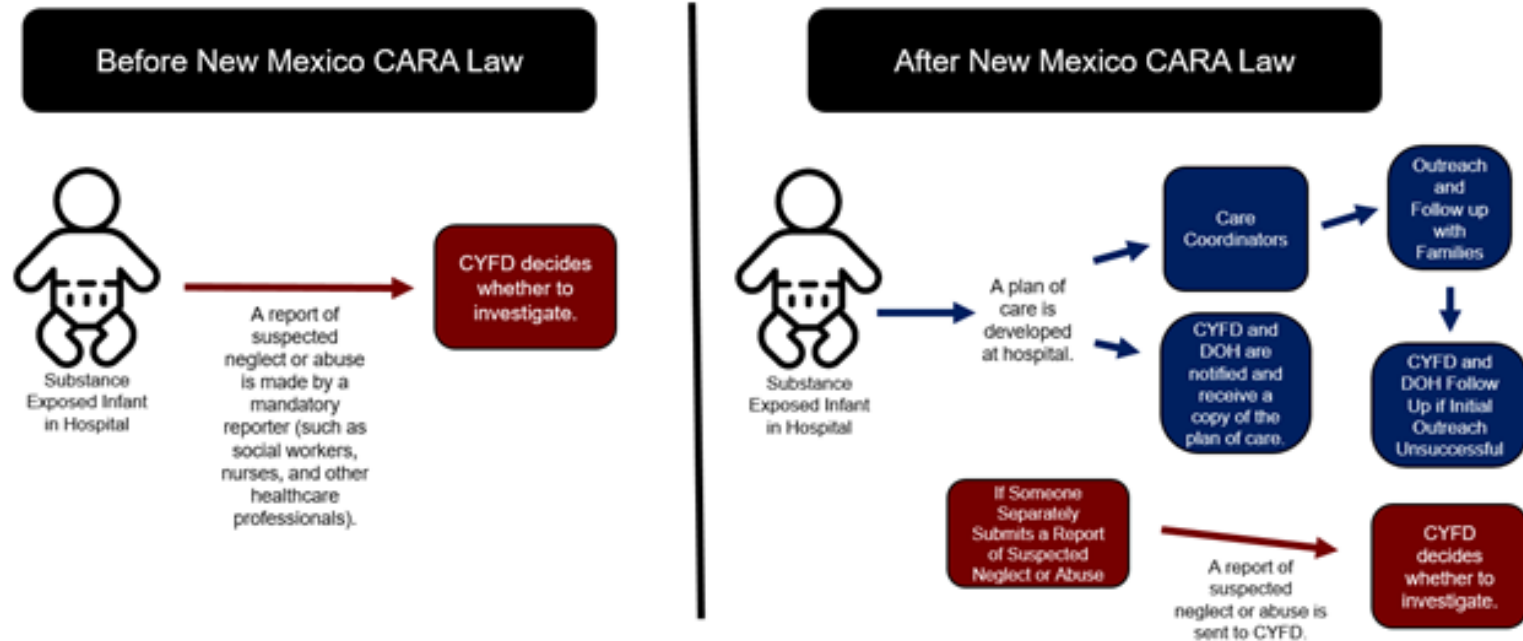 Before New Mexico CARA Law
Substance
Exposed Infant
in Hospital
A report of
suspected
neglect or abuse
is made by a
mandatory
reporter (such as
social workers,
nurses, and other
healthcare
professionals).
CYFD decides
whether to
investigate.
After New Mexico CARA Law
Substance
Exposed Infant
in Hospital
A plan of
care is
developed
at hospital.
Care
Coordinators
Outreach
and
Follow up
with
Families
CYFD and
DOH are
notified and
receive a
copy of the
plan of care.
CYFD and
DOH Follow
Up if Initial
Outreach
Unsuccessful
If Someone
Separately
Submits a Report
of Suspected
Neglect or Abuse
A report of
suspected
neglect or abuse is
sent to CYFD.
CYFD
decides
whether to
investigate.